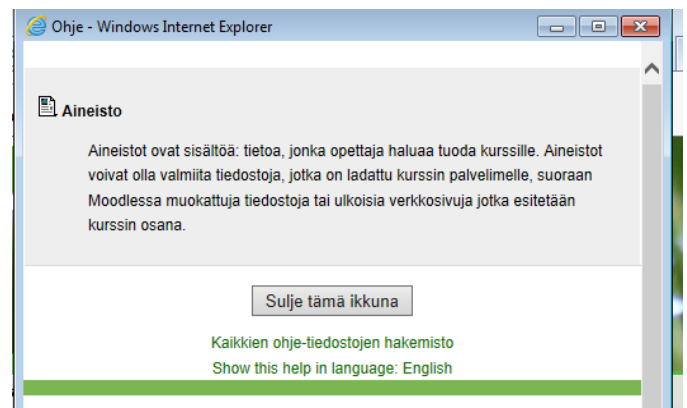 Ohje - Windows Internet Explorer
Aineisto
Aineistot ovat sisältöä: tietoa, jonka opettaja haluaa tuoda kurssille. Aineistot
voivat olla valmiita tiedostoja, jotka on ladattu kurssin palvelimelle, suoraan
Moodlessa muokattuja tiedostoja tai ulkoisia verkkosivuja jotka esitetään
kurssin osana.
Sulje tämä ikkuna
Kaikkien ohje-tiedostojen hakemisto
Show this help in language: English